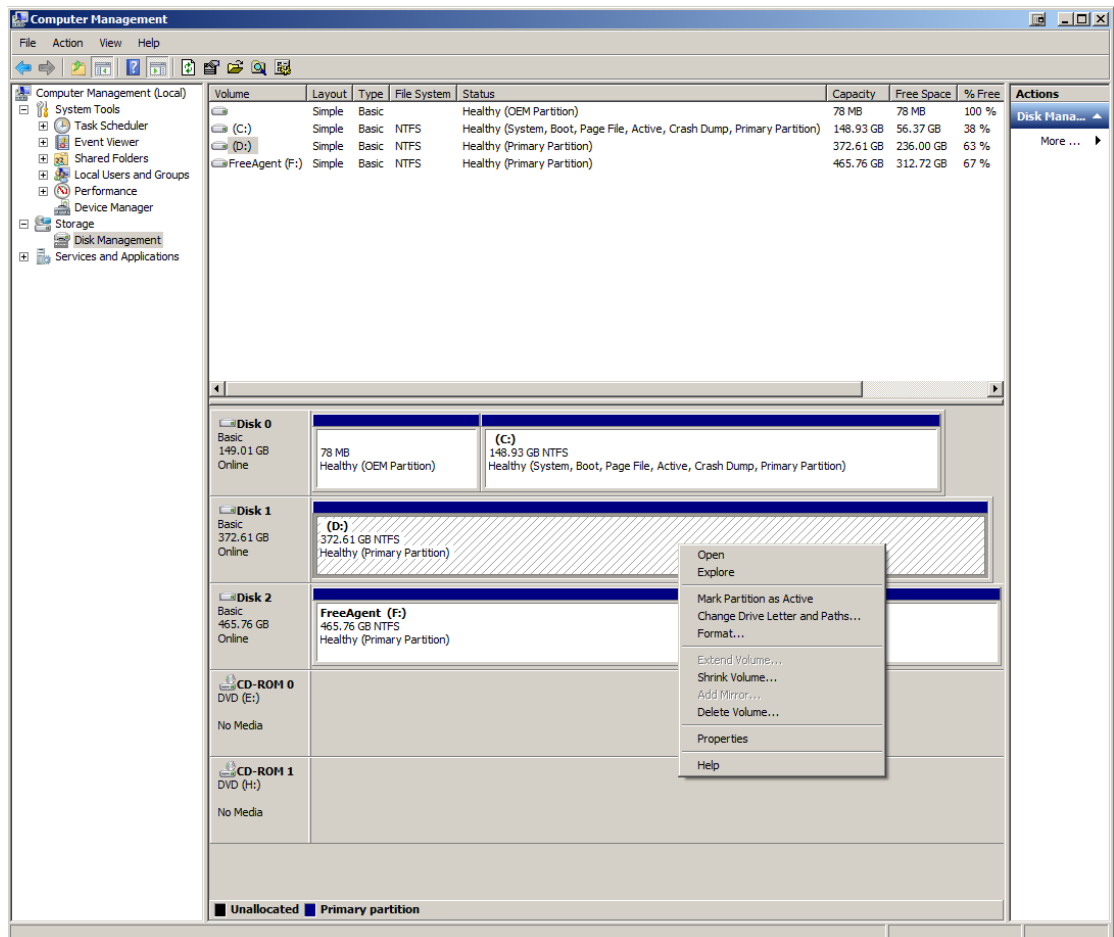 Computer Management
File Action View Help
Computer Management (Local)
System Tools
Task Scheduler
Event Viewer
Shared Folders
Local Users and Groups
Performance
Device Manager
Storage
Disk Management
Services and Applications
Volume Layout Type File System Status Capacity Free Space % Free
Simple Basic Healthy (OEM Partition) 78 MB 78 MB 100 %
(C:) Simple Basic NTFS Healthy (System, Boot, Page File, Active, Crash Dump, Primary Partition) 148.93 GB 56.37 GB 38 %
(D:) Simple Basic NTFS Healthy (Primary Partition) 372.61 GB 236.00 GB 63 %
FreeAgent (F:) Simple Basic NTFS Healthy (Primary Partition) 465.76 GB 312.72 GB 67 %
Actions
Disk Mana...
More ...
Disk 0
Basic
149.01 GB
Online
78 MB
Healthy (OEM Partition)
(C:)
148.93 GB NTFS
Healthy (System, Boot, Page File, Active, Crash Dump, Primary Partition)
Disk 1
Basic
372.61 GB
Online
(D:)
372.61 GB NTFS
Healthy (Primary Partition)
Disk 2
Basic
465.76 GB
Online
FreeAgent (F:)
465.76 GB NTFS
Healthy (Primary Partition)
CD-ROM 0
DVD (E:)
No Media
CD-ROM 1
DVD (H:)
No Media
Open
Explore
Mark Partition as Active
Change Drive Letter and Paths...
Format...
Extend Volume...
Shrink Volume...
Add Mirror...
Delete Volume...
Properties
Help
Unallocated Primary partition